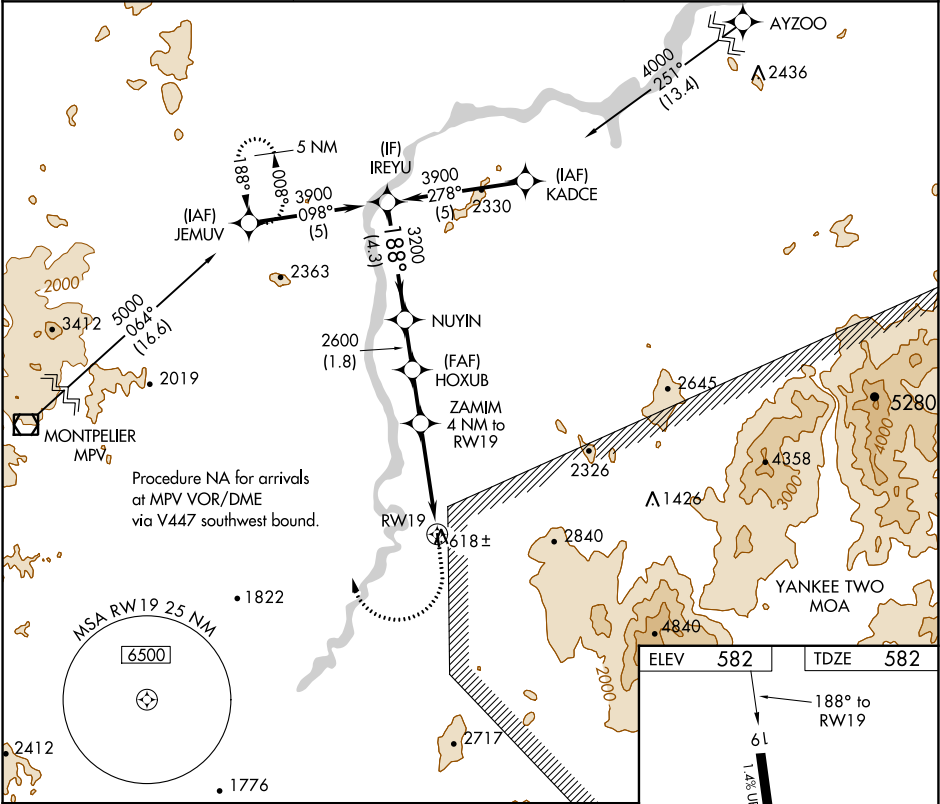 AYZOO
4000
251°
(13.4)
2436
5 NM
188°
008°
(IF)
IREYU
3900
278°
(5)
2330
(IAF)
KADCE
3900
098°
(5)
(IAF)
JEMUV
3200
188°
(4.3)
2363
2000
3412
5000
064°
(16.6)
NUYIN
2600
(1.8)
(FAF)
HOXUB
2019
2645
5280
4000
ZAMIM
4 NM to
RW19
MONTPELIER
MPV
2326
4358
3000
Procedure NA for arrivals
at MPV VOR/DME
via V447 southwest bound.
1426
RW19
618±
2840
YANKEE TWO
MOA
1822
MSA RW19 25 NM
6500
4840
2000
ELEV 582
TDZE 582
188° to
RW19
19
1.4% U
2717
2412
1776